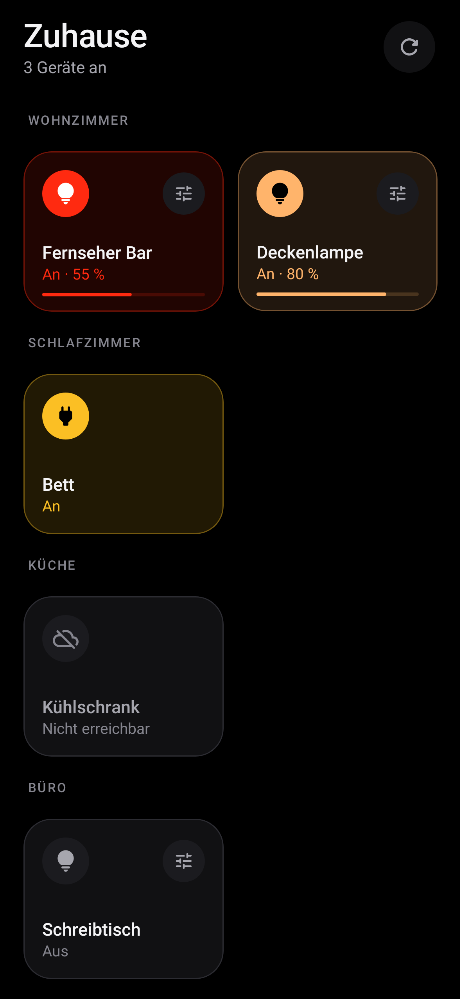 Zuhause
3 Geräte an
WOHNZIMMER
Fernseher Bar
An · 55 %
Deckenlampe
An · 80 %
SCHLAFZIMMER
Bett
An
KÜCHE
Kühlschrank
Nicht erreichbar
BÜRO
Schreibtisch
Aus